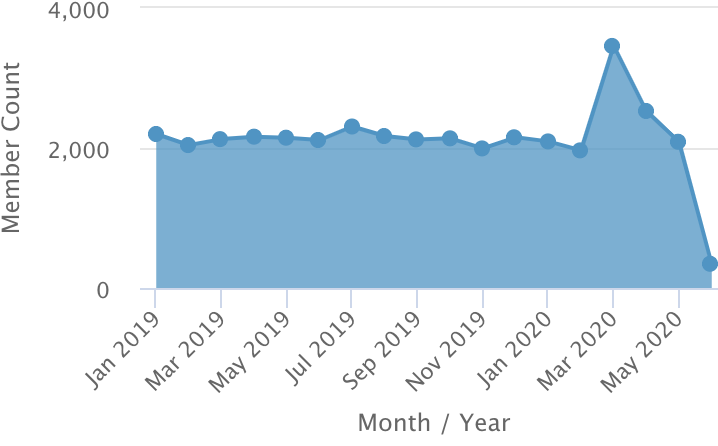 4,000
2,000
0
Member Count
Jan 2019
Mar 2019
May 2019
Jul 2019
Sep 2019
Nov 2019
Jan 2020
Mar 2020
May 2020
Month / Year